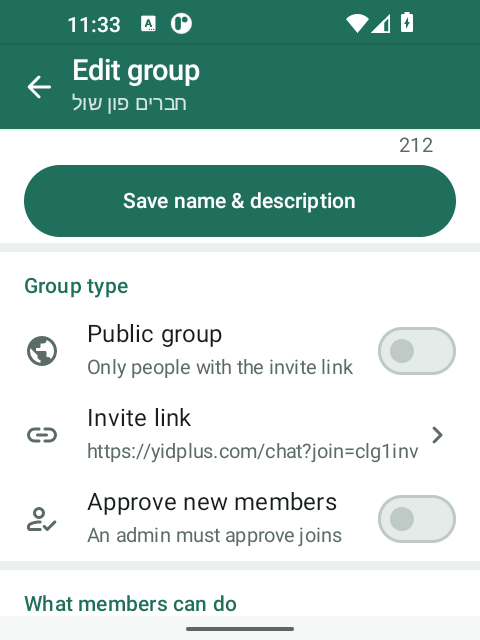 11:33
Edit group
חברים פון שול
212
Save name & description
Group type
Public group
Only people with the invite link
Invite link
https://yidplus.com/chat?join=clg1inv
Approve new members
An admin must approve joins
What members can do